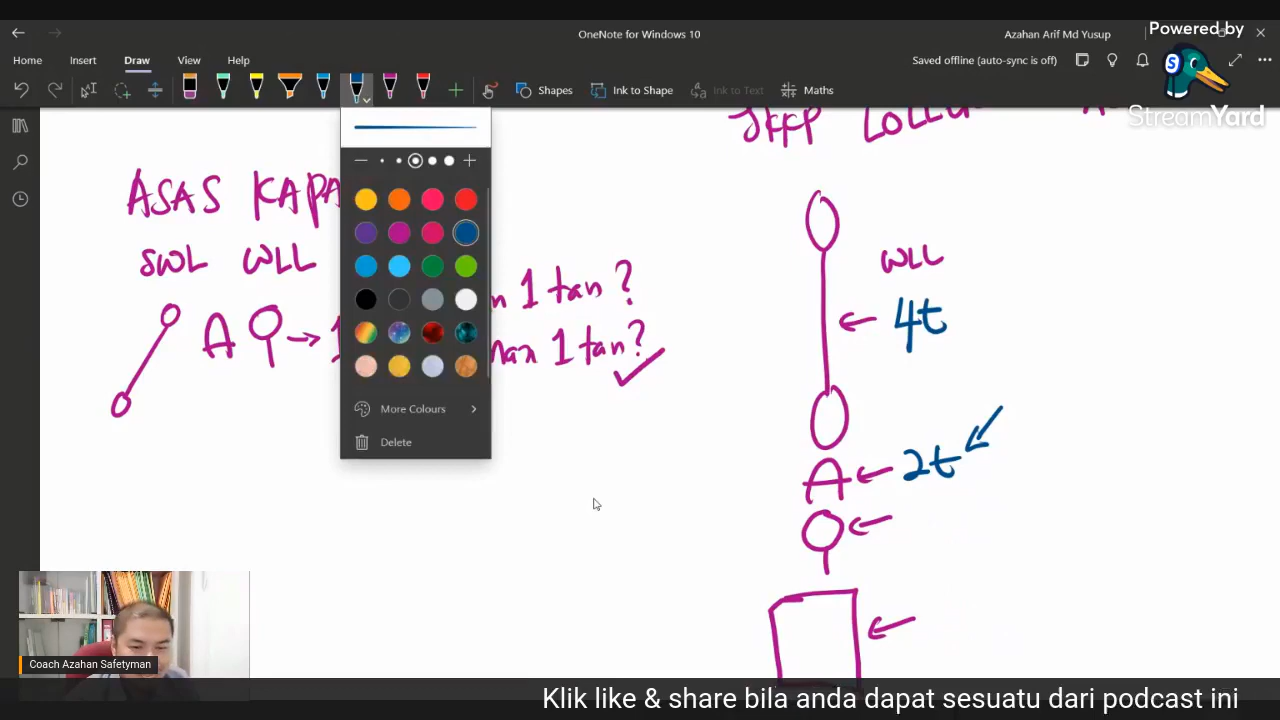 Powered by
OneNote for Windows 10
Azahan Arif Md Yusup
Home Insert Draw View Help
Saved offline (auto-sync is off)
StreamYard
Shapes Ink to Shape Ink to Text Maths
JKKP
ASAS KAPA
SWL WLL
A
1 tan?
max 1 tan?
More Colours
Delete
WLL
4t
2t
Coach Azahan Safetyman
Klik like & share bila anda dapat sesuatu dari podcast ini